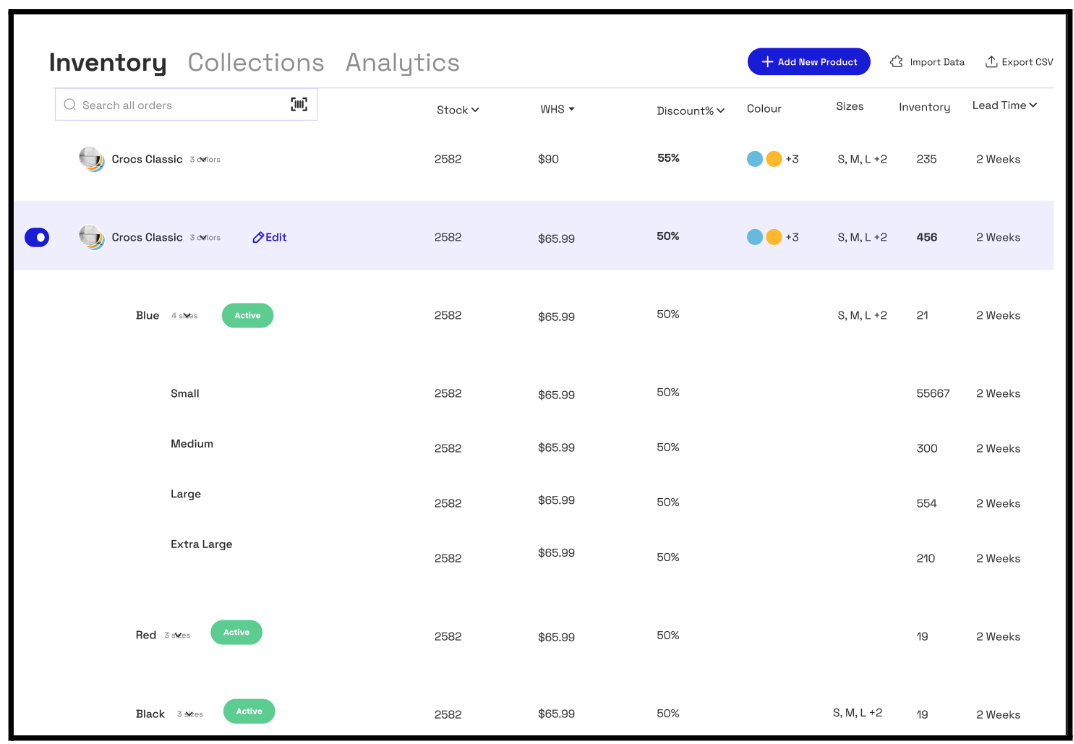 Inventory Collections Analytics + Add New Product Import Data Export CSV
Search all orders Stock WHS Discount% Colour Sizes Inventory Lead Time
Crocs Classic 3 colors 2582 $90 55% +3 S, M, L +2 235 2 Weeks
Crocs Classic 3 colors Edit 2582 $65.99 50% +3 S, M, L +2 456 2 Weeks
Blue 4 sizes Active 2582 $65.99 50% S, M, L +2 21 2 Weeks
Small 2582 $65.99 50% 55667 2 Weeks
Medium 2582 $65.99 50% 300 2 Weeks
Large 2582 $65.99 50% 554 2 Weeks
Extra Large 2582 $65.99 50% 210 2 Weeks
Red 3 sizes Active 2582 $65.99 50% 19 2 Weeks
Black 3 sizes Active 2582 $65.99 50% S, M, L +2 19 2 Weeks